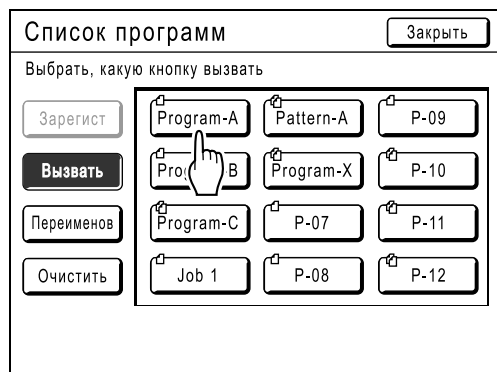 Список программ
Закрыть
Выбрать, какую кнопку вызвать
Зарегист
Program-A
Pattern-A
P-09
Вызвать
Prog B
Program-X
P-10
Переименов
Program-C
P-07
P-11
Очистить
Job 1
P-08
P-12